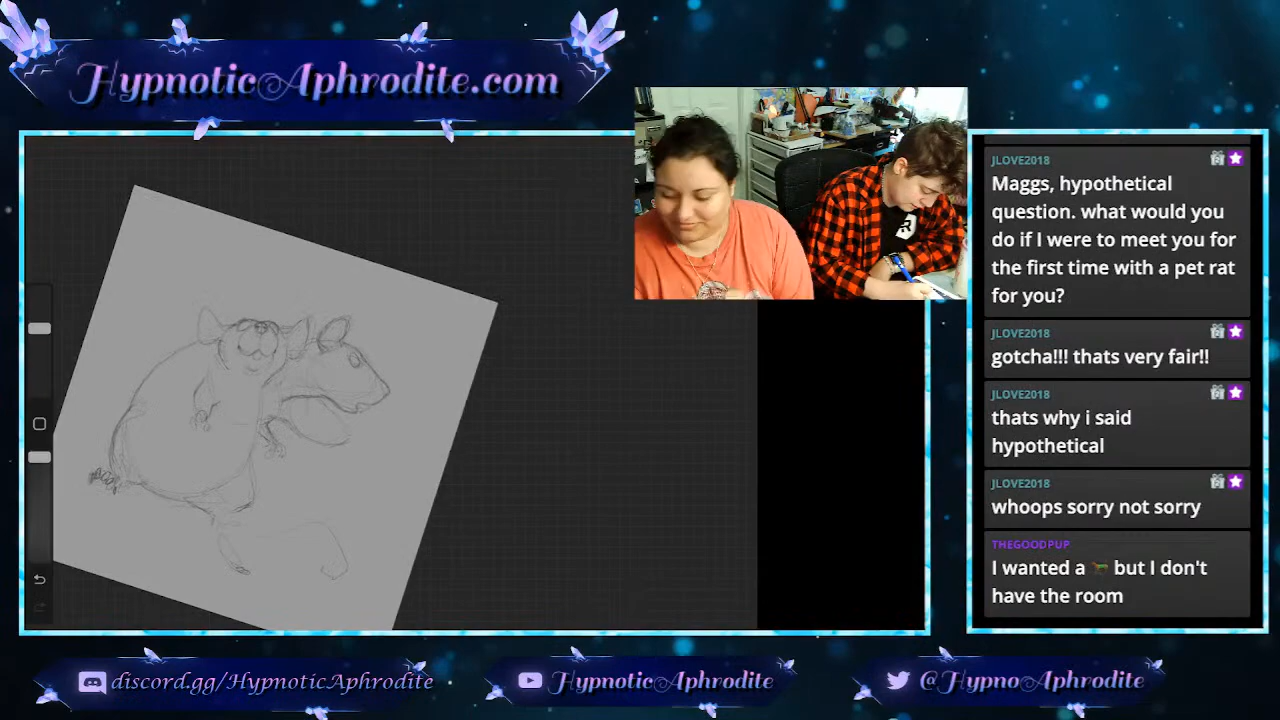 HypnoticAphrodite.com
JLOVE2018
Maggs, hypothetical
question. what would you
do if I were to meet you for
the first time with a pet rat
for you?
JLOVE2018
gotcha!!! thats very fair!!
JLOVE2018
thats why i said
hypothetical
JLOVE2018
whoops sorry not sorry
THEGOODPUP
I wanted a but I don't
have the room
discord.gg/HypnoticAphrodite
HypnoticAphrodite
@HypnoAphrodite